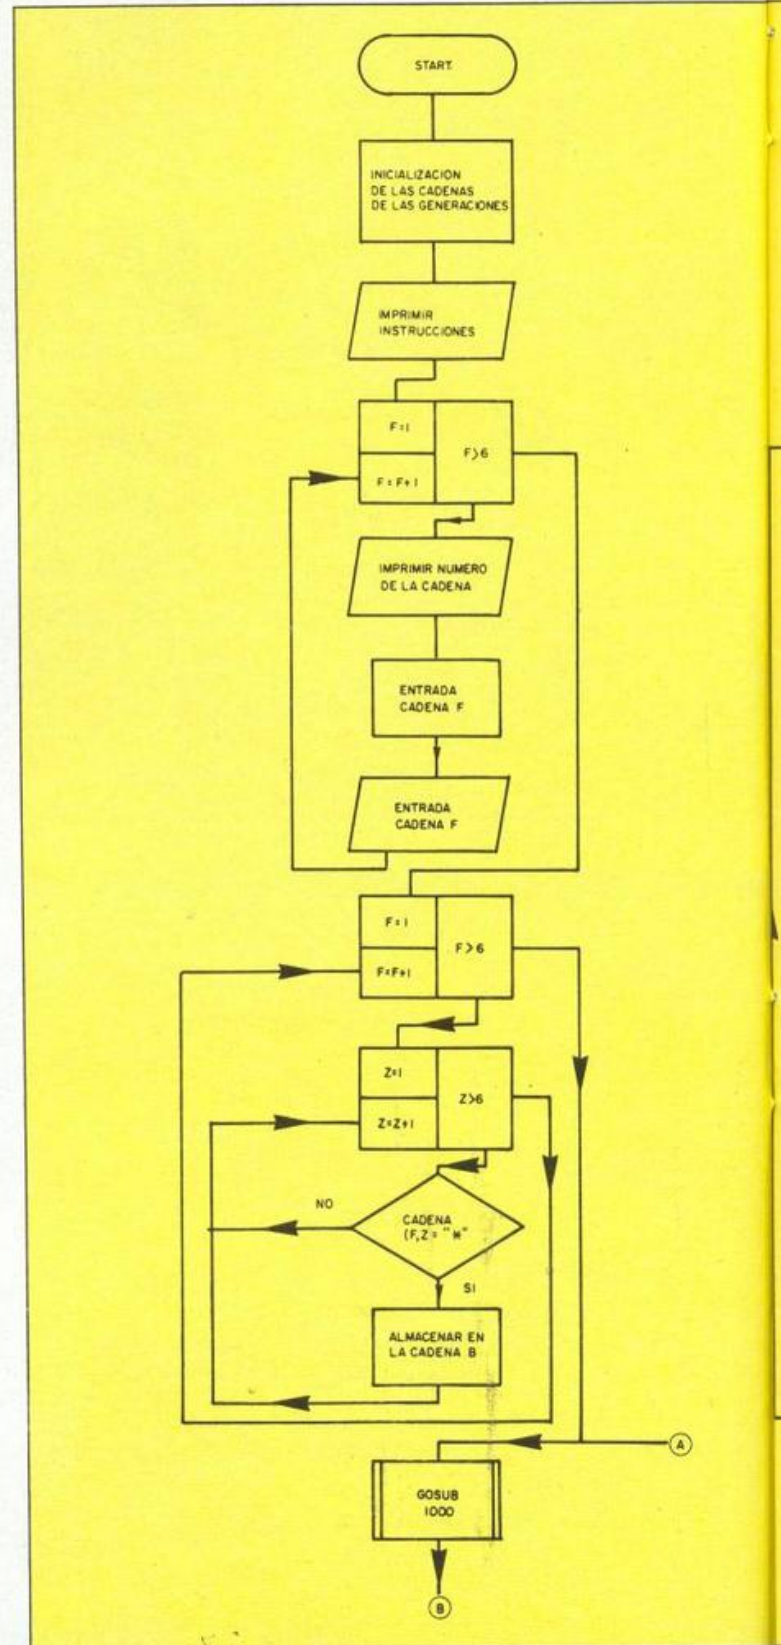 START.
INICIALIZACION
DE LAS CADENAS
DE LAS GENERACIONES
IMPRIMIR
INSTRUCCIONES
F=1
F>6
F=F+1
IMPRIMIR NUMERO
DE LA CADENA
ENTRADA
CADENA F
ENTRADA
CADENA F
F=1
F>6
F=F+1
Z=1
Z>6
Z=Z+1
NO
CADENA
(F,Z = "M"
SI
ALMACENAR EN
LA CADENA B
A
GOSUB
1000
B